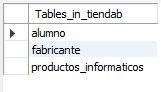 Tables_in_tiendab
alumno
fabricante
productos_informaticos